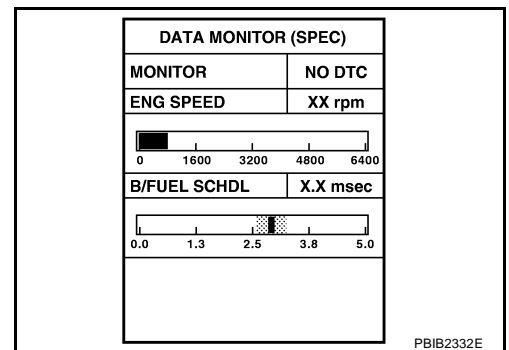 DATA MONITOR (SPEC)
MONITOR NO DTC
ENG SPEED XX rpm
0 1600 3200 4800 6400
B/FUEL SCHDL X.X msec
0.0 1.3 2.5 3.8 5.0
PBIB2332E